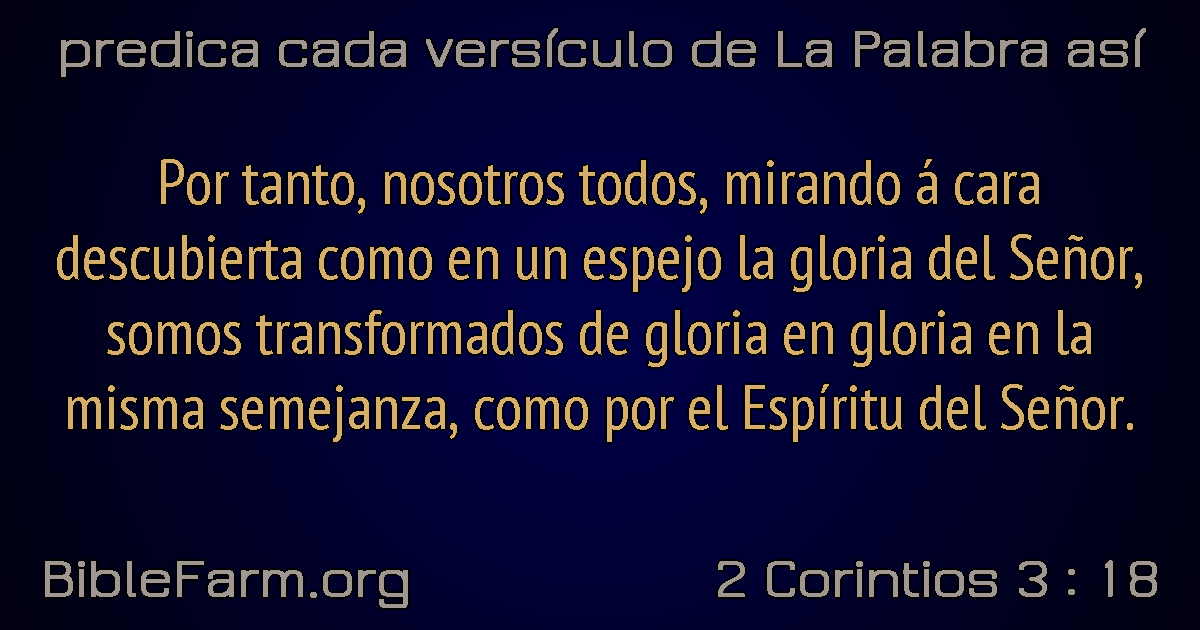 predica cada versículo de La Palabra así
Por tanto, nosotros todos, mirando á cara
descubierta como en un espejo la gloria del Señor,
somos transformados de gloria en gloria en la
misma semejanza, como por el Espíritu del Señor.
BibleFarm.org
2 Corintios 3 : 18